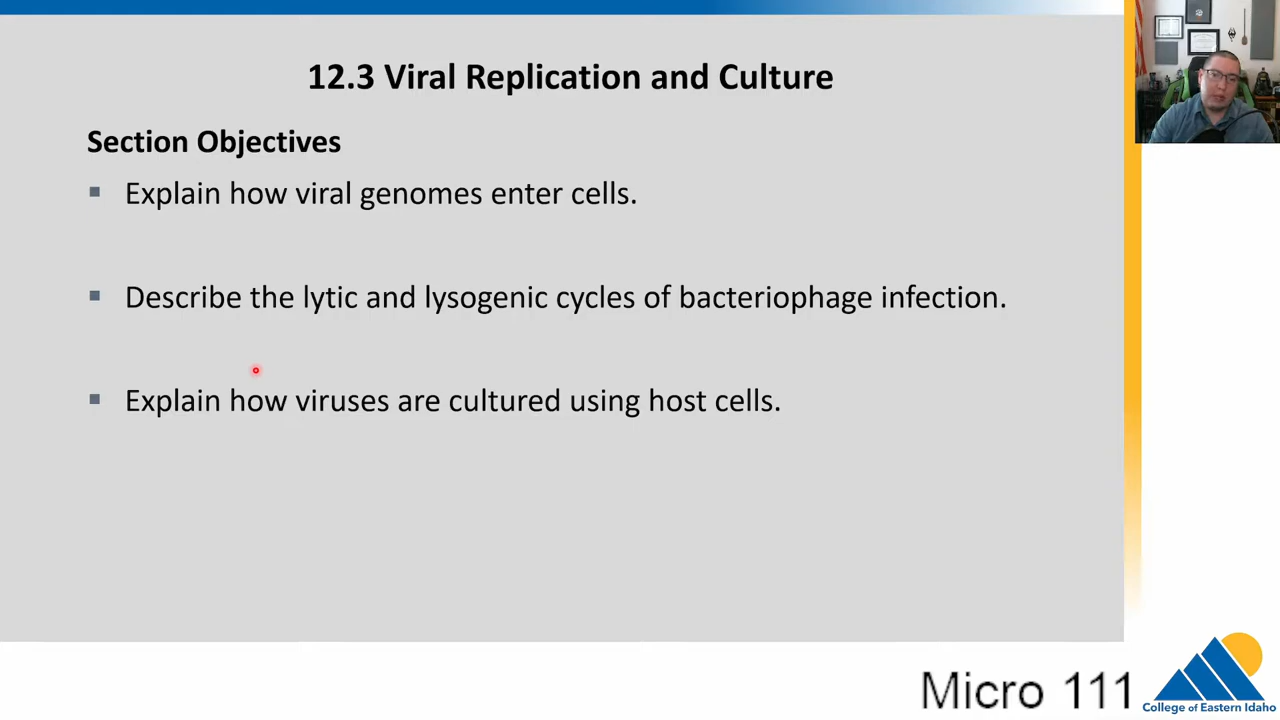 12.3 Viral Replication and Culture
Section Objectives
Explain how viral genomes enter cells.
Describe the lytic and lysogenic cycles of bacteriophage infection.
Explain how viruses are cultured using host cells.
Micro 111
College of Eastern Idaho